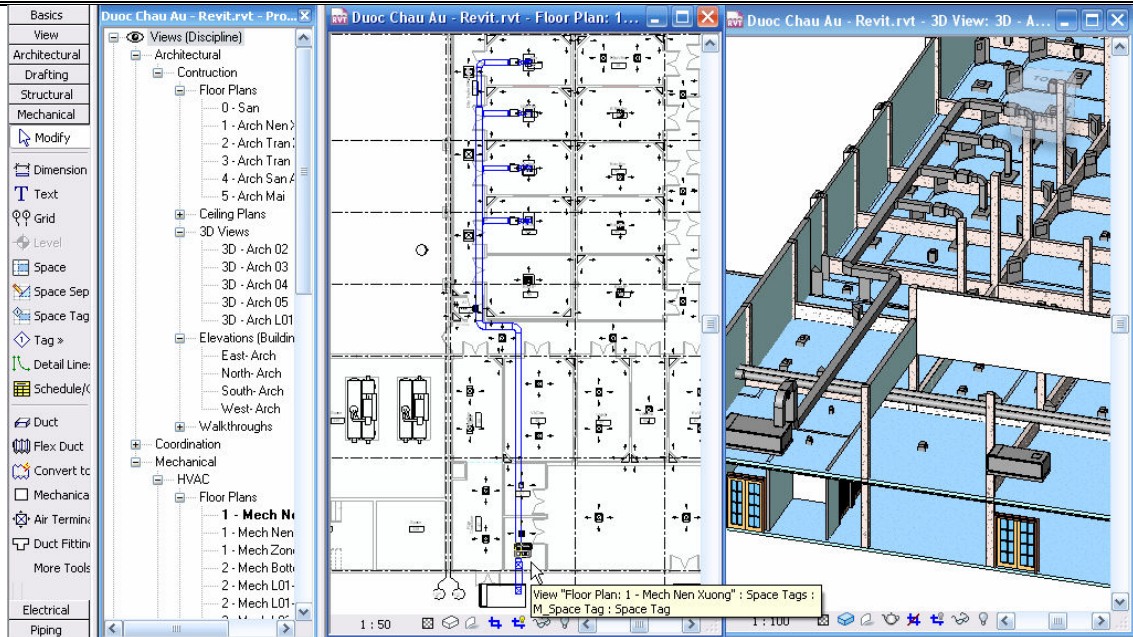 Basics
View
Architectural
Drafting
Structural
Mechanical
Modify
Dimension
Text
Grid
Level
Space
Space Sep
Space Tag
Tag »
Detail Line
Schedule/
Duct
Flex Duct
Convert to
Mechanica
Air Termina
Duct Fittin
More Tools
Electrical
Piping
Duoc Chau Au - Revit.rvt - Pro...
Views (Discipline)
Architectural
Contruction
Floor Plans
0 - San
1 - Arch Nen
2 - Arch Tran
3 - Arch Tran
4 - Arch San
5 - Arch Mai
Ceiling Plans
3D Views
3D - Arch 02
3D - Arch 03
3D - Arch 04
3D - Arch 05
3D - Arch L01
Elevations (Buildin
East- Arch
North- Arch
South- Arch
West- Arch
Walkthroughs
Coordination
Mechanical
HVAC
Floor Plans
1 - Mech Ne
1 - Mech Nen
1 - Mech Zon
2 - Mech Bott
2 - Mech L01-
2 - Mech L01-
Duoc Chau Au - Revit.rvt - Floor Plan: 1...
View "Floor Plan: 1 - Mech Nen Xuong" : Space Tags :
M_Space Tag : Space Tag
1 : 50
Duoc Chau Au - Revit.rvt - 3D View: 3D - A...
1 : 100